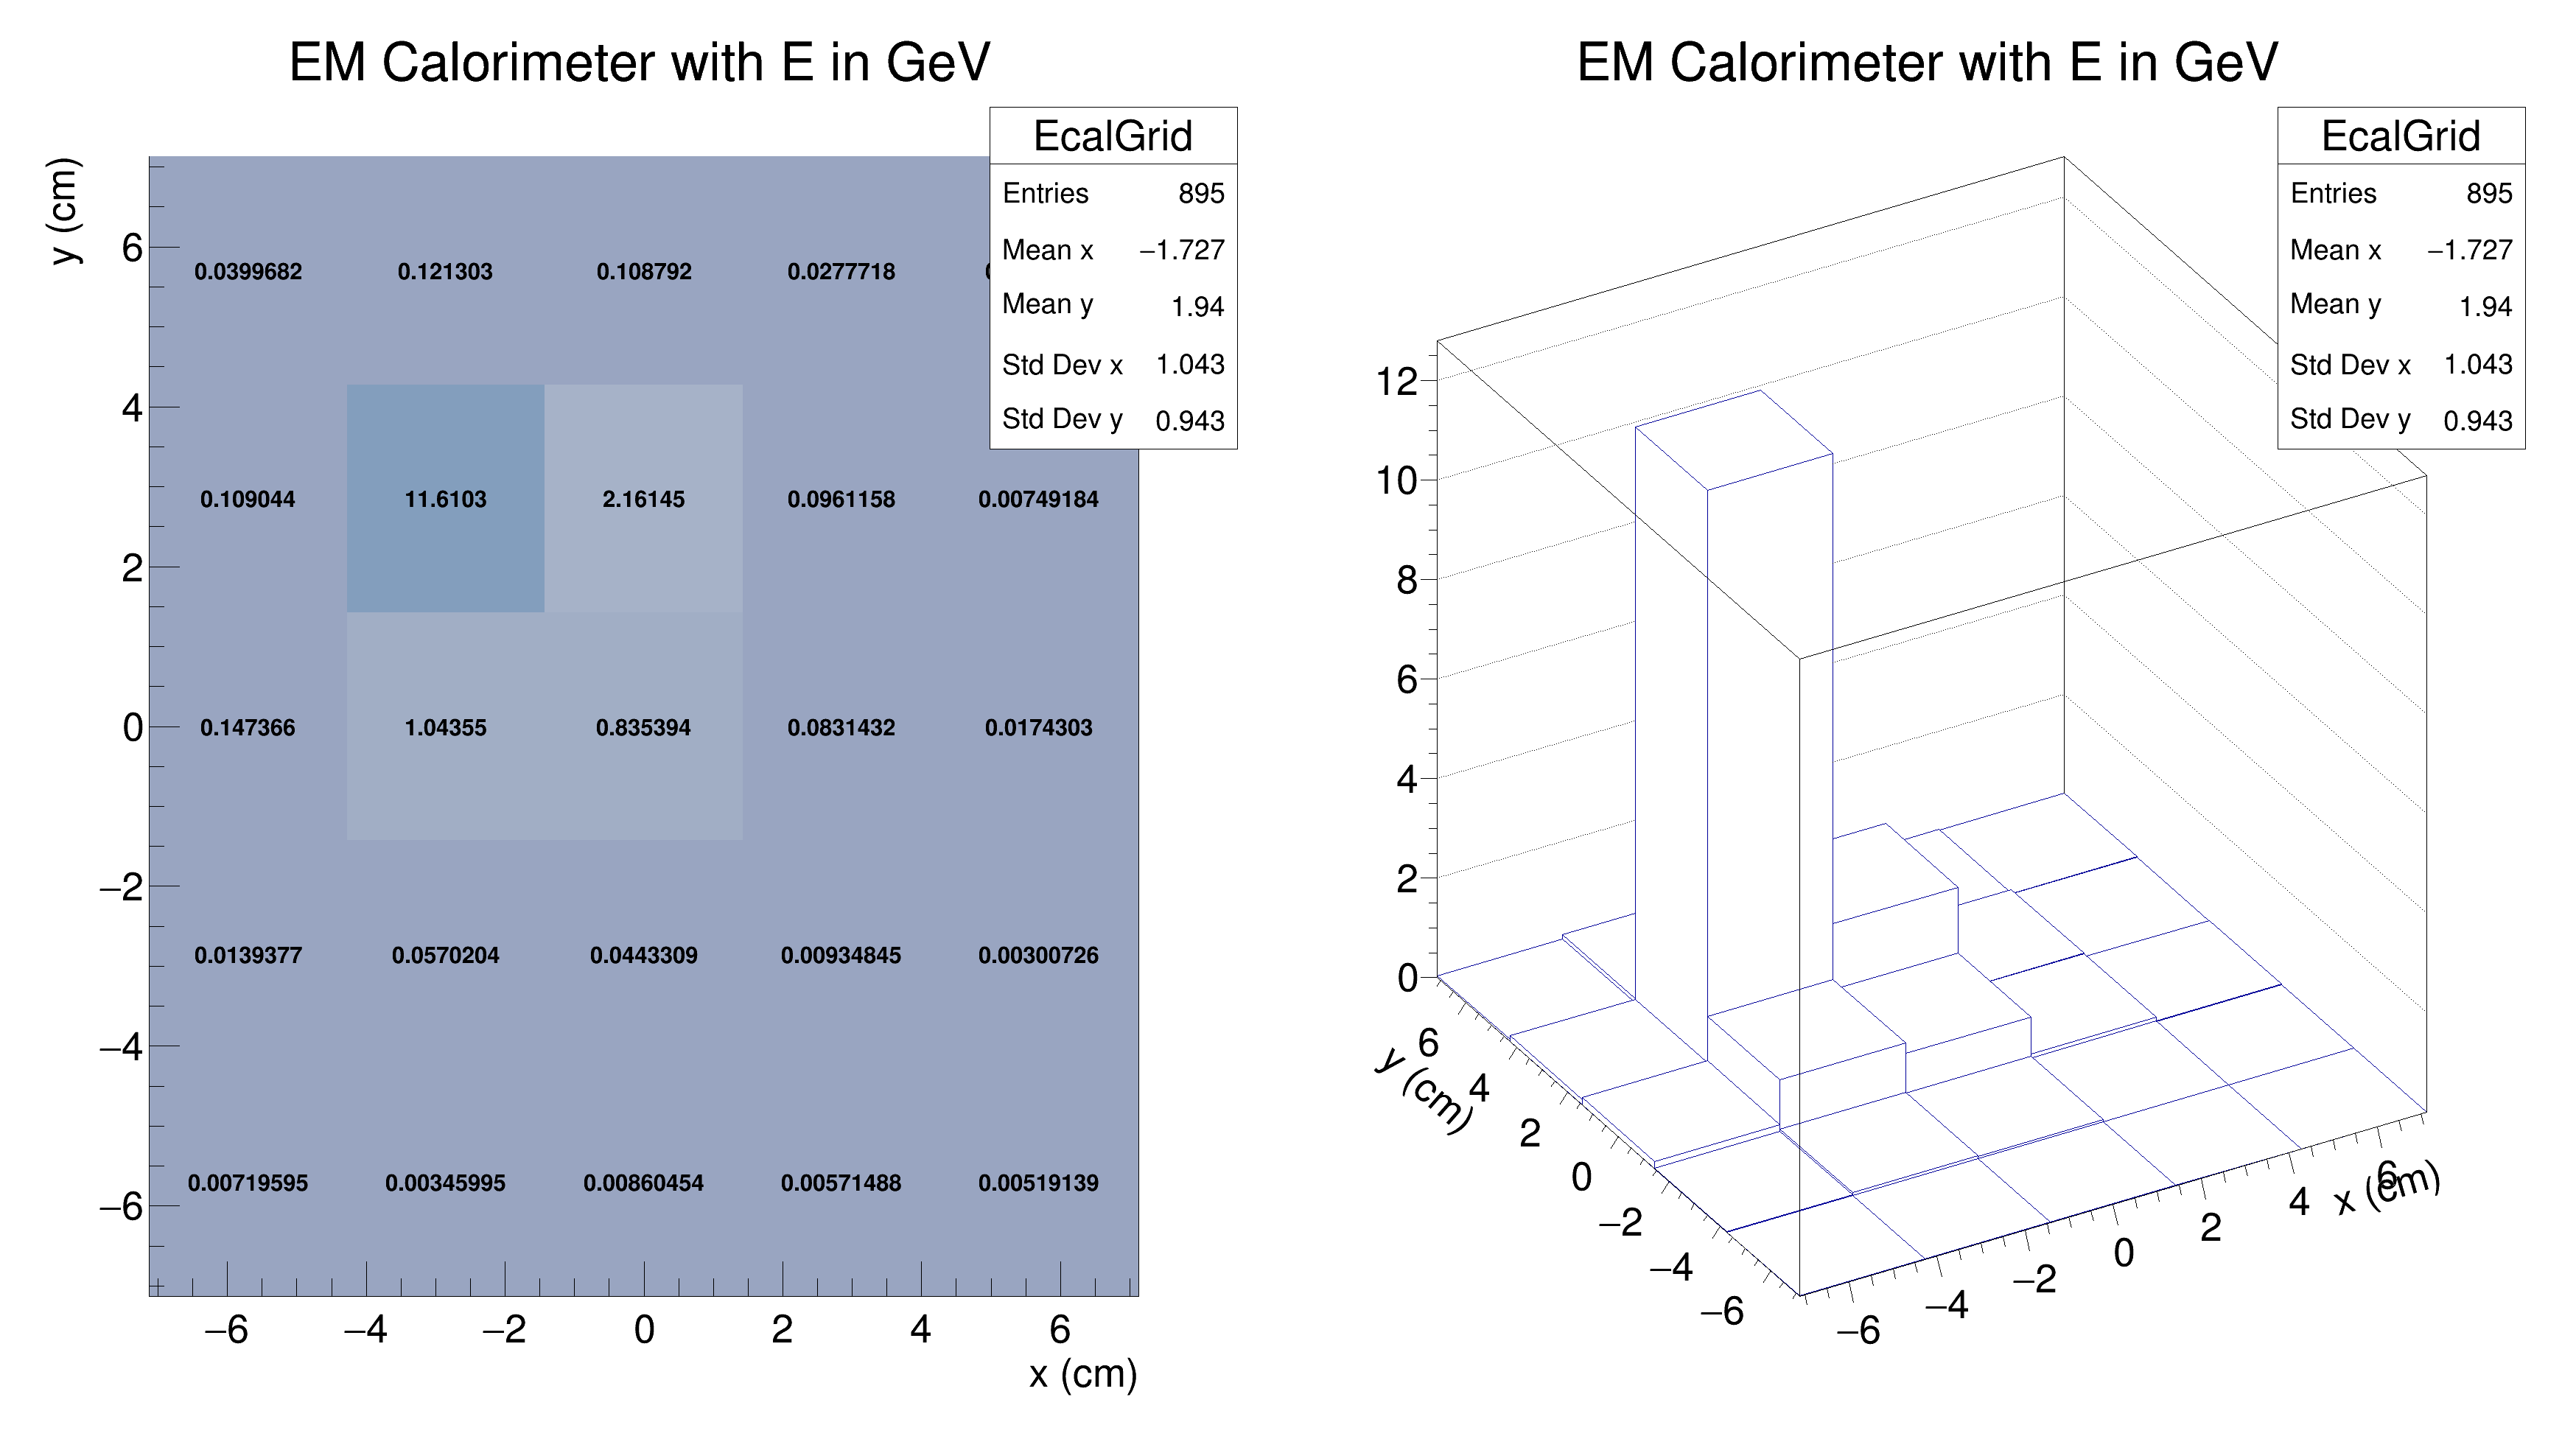 EM Calorimeter with E in GeV
EcalGrid
Entries 895
Mean x −1.727
Mean y 1.94
Std Dev x 1.043
Std Dev y 0.943
y (cm)
6
4
2
0
−2
−4
−6
0.0399682 0.121303 0.108792 0.0277718
0.109044 11.6103 2.16145 0.0961158 0.00749184
0.147366 1.04355 0.835394 0.0831432 0.0174303
0.0139377 0.0570204 0.0443309 0.00934845 0.00300726
0.00719595 0.00345995 0.00860454 0.00571488 0.00519139
−6 −4 −2 0 2 4 6
x (cm)
EM Calorimeter with E in GeV
EcalGrid
Entries 895
Mean x −1.727
Mean y 1.94
Std Dev x 1.043
Std Dev y 0.943
12
10
8
6
4
2
0
y (cm)
6
4
2
0
−2
−4
−6
−6 −4 −2 0 2 4 6
x (cm)